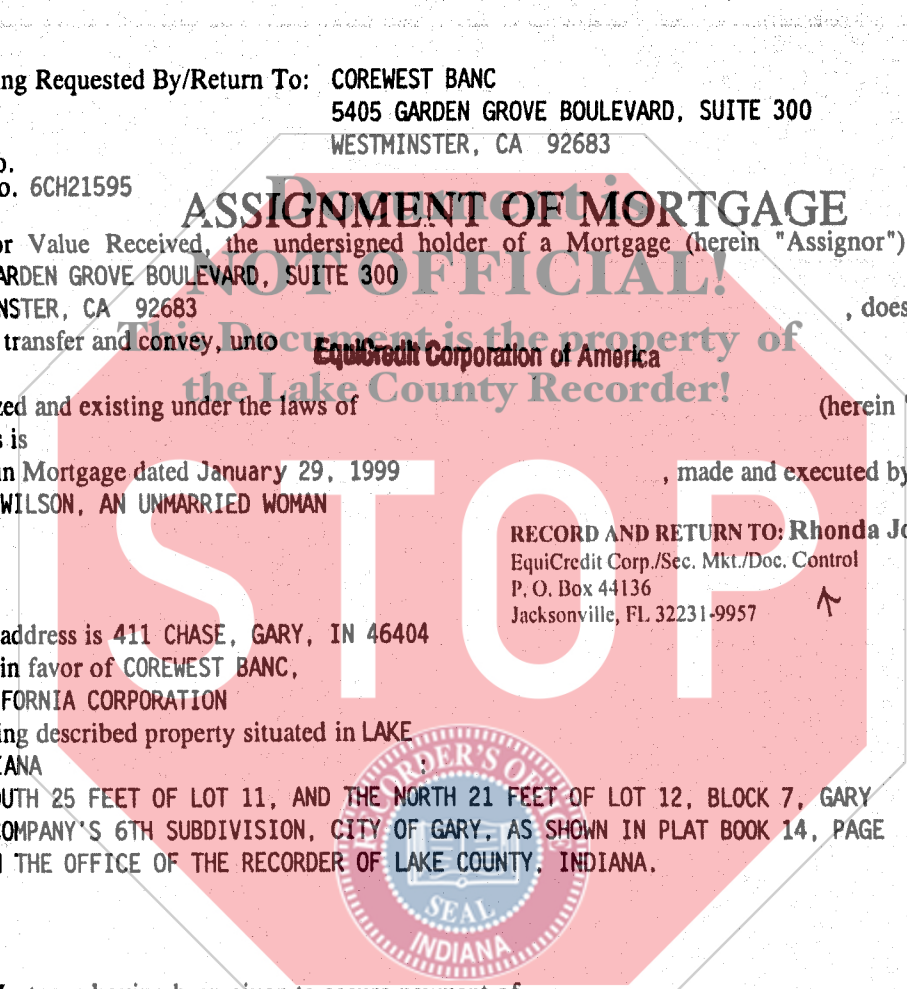 ng Requested By/Return To: COREWEST BANC
5405 GARDEN GROVE BOULEVARD, SUITE 300
WESTMINSTER, CA 92683
o.
o. 6CH21595
ASSIGNMENT OF MORTGAGE
or Value Received, the undersigned holder of a Mortgage (herein "Assignor")
ARDEN GROVE BOULEVARD, SUITE 300
NSTER, CA 92683 , does
transfer and convey, unto EquiCredit Corporation of America
zed and existing under the laws of (herein "
s is
in Mortgage dated January 29, 1999 , made and executed by
WILSON, AN UNMARRIED WOMAN
RECORD AND RETURN TO: Rhonda Jo
EquiCredit Corp./Sec. Mkt./Doc. Control
P. O. Box 44136
Jacksonville, FL 32231-9957
address is 411 CHASE, GARY, IN 46404
in favor of COREWEST BANC,
FORNIA CORPORATION
ing described property situated in LAKE
IANA :
OUTH 25 FEET OF LOT 11, AND THE NORTH 21 FEET OF LOT 12, BLOCK 7, GARY
OMPANY'S 6TH SUBDIVISION, CITY OF GARY, AS SHOWN IN PLAT BOOK 14, PAGE
THE OFFICE OF THE RECORDER OF LAKE COUNTY, INDIANA.
Document is
NOT OFFICIAL!
This Document is the property of
the Lake County Recorder!
STOP
RECORDER'S OFFICE
SEAL
INDIANA